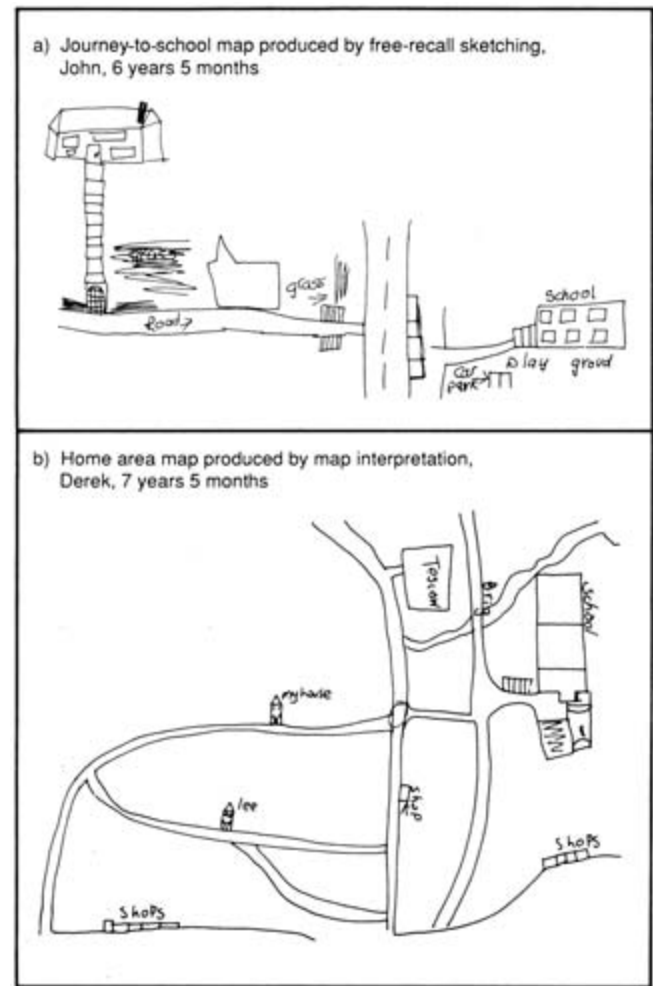 a) Journey-to-school map produced by free-recall sketching,
John, 6 years 5 months
grass
grass
Road
School
Play groud
car
park
b) Home area map produced by map interpretation,
Derek, 7 years 5 months
Brig
School
my house
lee
shop
shops
shops